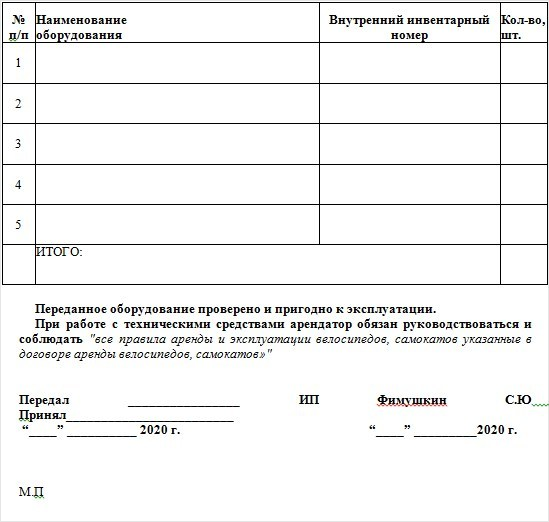 № п/п Наименование оборудования Внутренний инвентарный номер Кол-во, шт.
1
2
3
4
5
ИТОГО:
Переданное оборудование проверено и пригодно к эксплуатации.
При работе с техническими средствами арендатор обязан руководствоваться и
соблюдать "все правила аренды и эксплуатации велосипедов, самокатов указанные в
договоре аренды велосипедов, самокатов»"
Передал ________________ ИП Фимушкин С.Ю
Принял________________________
“____” __________ 2020 г. “____” _________2020 г.
М.П